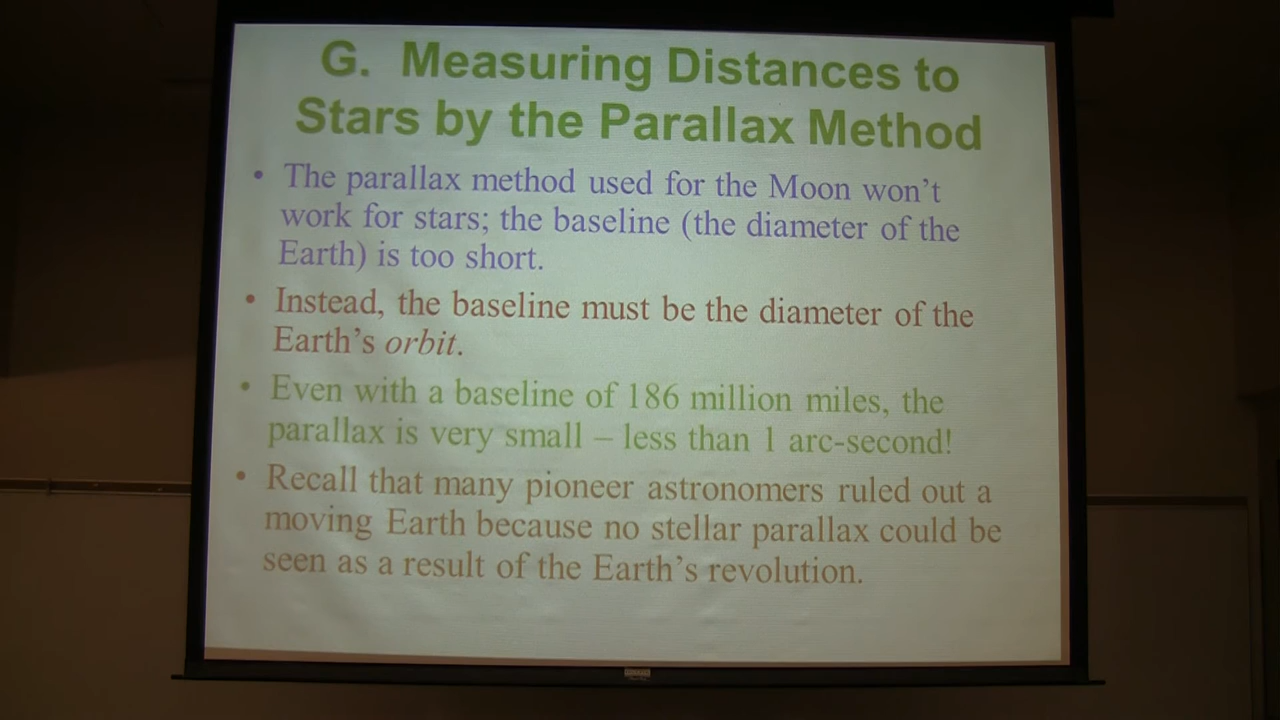 G. Measuring Distances to
Stars by the Parallax Method
• The parallax method used for the Moon won't
work for stars; the baseline (the diameter of the
Earth) is too short.
• Instead, the baseline must be the diameter of the
Earth's orbit.
• Even with a baseline of 186 million miles, the
parallax is very small – less than 1 arc-second!
• Recall that many pioneer astronomers ruled out a
moving Earth because no stellar parallax could be
seen as a result of the Earth's revolution.